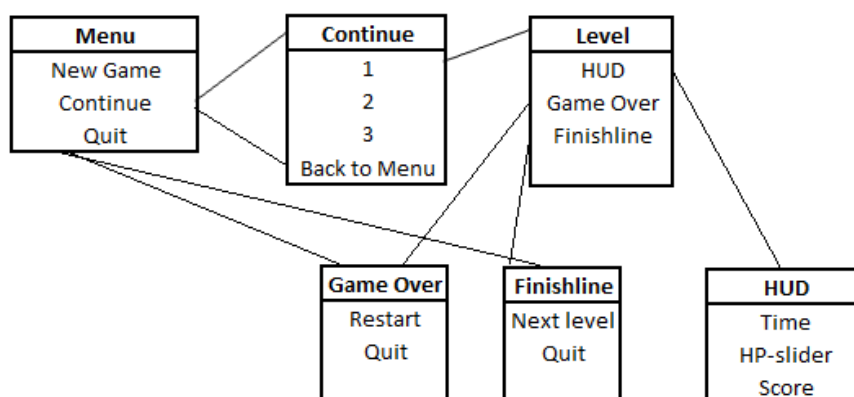 Menu
New Game
Continue
Quit
Continue
1
2
3
Back to Menu
Level
HUD
Game Over
Finishline
Game Over
Restart
Quit
Finishline
Next level
Quit
HUD
Time
HP-slider
Score